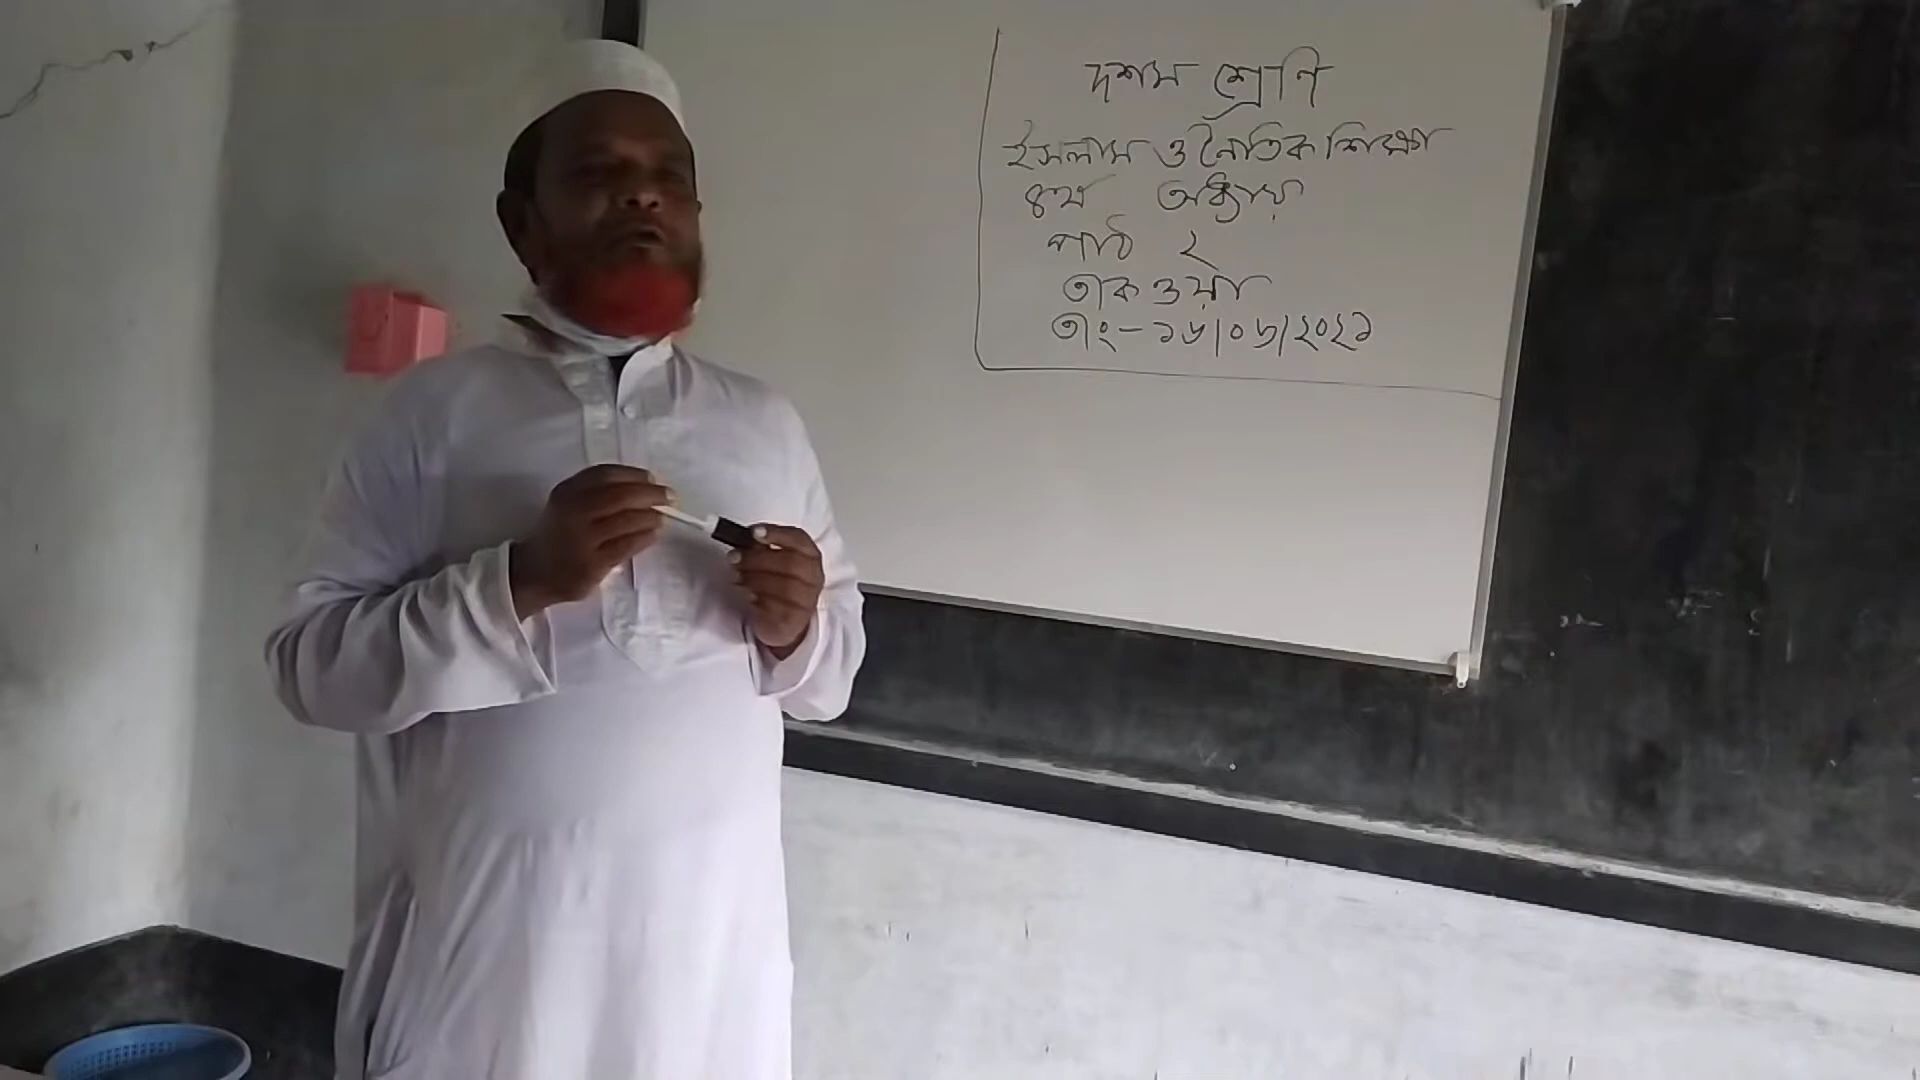 দশম শ্রেণি
ইসলাম ও নৈতিক শিক্ষা
৪র্থ অধ্যায়
পাঠ ২
তাকওয়া
তাং-১৬/০৬/২০২১